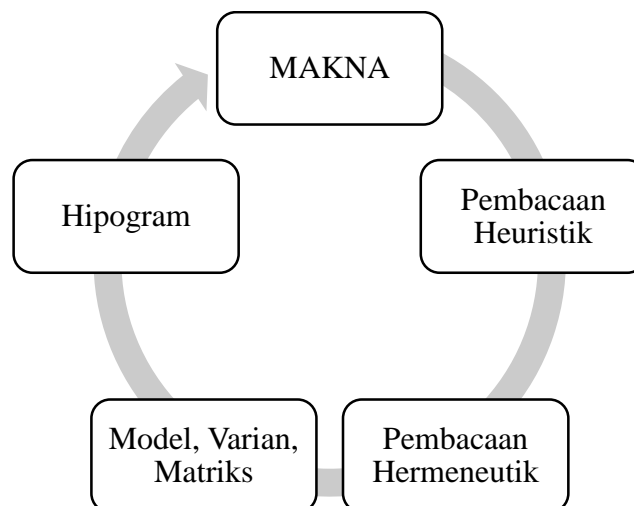 MAKNA
Pembacaan
Heuristik
Pembacaan
Hermeneutik
Model, Varian,
Matriks
Hipogram